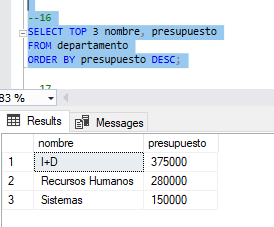 --16
SELECT TOP 3 nombre, presupuesto
FROM departamento
ORDER BY presupuesto DESC;
83 %
Results Messages
nombre presupuesto
1 I+D 375000
2 Recursos Humanos 280000
3 Sistemas 150000